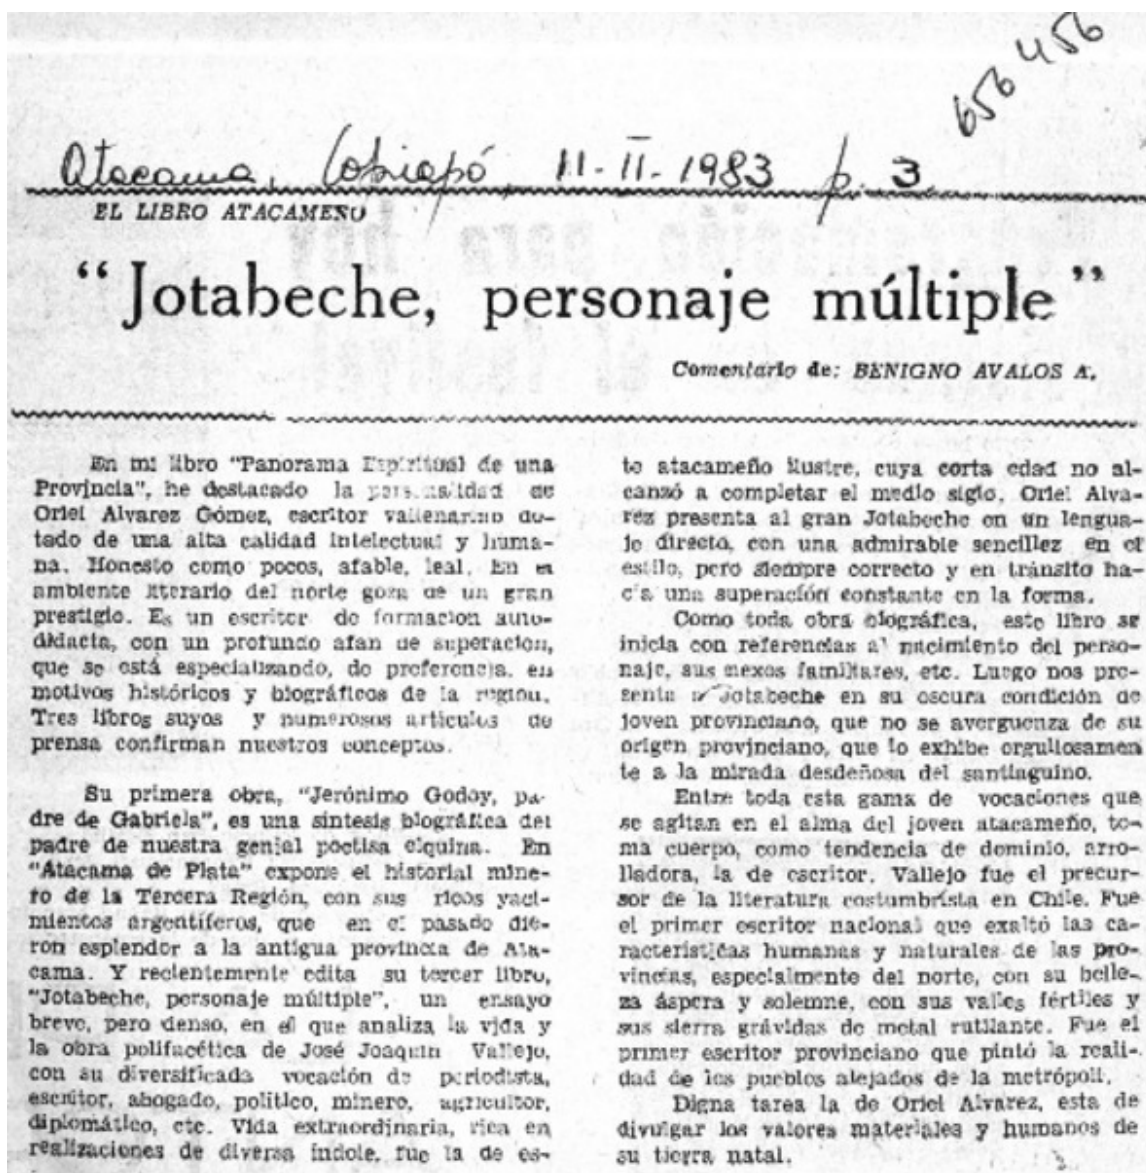 656 456
Atacama, Copiapó, 11-II-1983 p. 3
EL LIBRO ATACAMEÑO
“Jotabeche, personaje múltiple”
Comentario de: BENIGNO AVALOS A.
En mi libro "Panorama Espiritual de una
Provincia", he destacado la personalidad de
Oriel Alvarez Gómez, escritor vallenarino do-
tado de una alta calidad intelectual y huma-
na. Honesto como pocos, afable, leal. En el
ambiente literario del norte goza de un gran
prestigio. Es un escritor de formación auto-
didacta, con un profundo afan de superación,
que se está especializando, de preferencia, en
motivos históricos y biográficos de la region.
Tres libros suyos y numerosos artículos de
prensa confirman nuestros conceptos.
Su primera obra, "Jerónimo Godoy, pa-
dre de Gabriela", es una síntesis biográfica del
padre de nuestra genial poetisa elquina. En
"Atacama de Plata" expone el historial mine-
ro de la Tercera Región, con sus ricos yaci-
mientos argentíferos, que en el pasado die-
ron esplendor a la antigua provincia de Ata-
cama. Y recientemente edita su tercer libro,
"Jotabeche, personaje múltiple", un ensayo
breve, pero denso, en el que analiza la vida y
la obra polifacética de José Joaquín Vallejo,
con su diversificada vocación de periodista,
escritor, abogado, político, minero, agricultor,
diplomático, etc. Vida extraordinaria, rica en
realizaciones de diversa índole, fue la de es-
te atacameño ilustre, cuya corta edad no al-
canzó a completar el medio siglo. Oriel Alva-
rez presenta al gran Jotabeche en un lengua-
je directo, con una admirable sencillez en el
estilo, pero siempre correcto y en tránsito ha-
cia una superación constante en la forma.
Como toda obra biográfica, este libro se
inicia con referencias al nacimiento del perso-
naje, sus nexos familiares, etc. Luego nos pre-
senta a Jotabeche en su oscura condición de
joven provinciano, que no se averguenza de su
origen provinciano, que lo exhibe orgullosamen
te a la mirada desdeñosa del santiaguino.
Entre toda esta gama de vocaciones que
se agitan en el alma del joven atacameño, to-
ma cuerpo, como tendencia de dominio, arro-
lladora, la de escritor. Vallejo fue el precur-
sor de la literatura costumbrista en Chile. Fue
el primer escritor nacional que exaltó las ca-
racterísticas humanas y naturales de las pro-
vincias, especialmente del norte, con su belle-
za áspera y solemne, con sus valles fértiles y
sus sierra grávidas de metal rutilante. Fue el
primer escritor provinciano que pintó la reali-
dad de los pueblos alejados de la metrópoli.
Digna tarea la de Oriel Alvarez, esta de
divulgar los valores materiales y humanos de
su tierra natal.